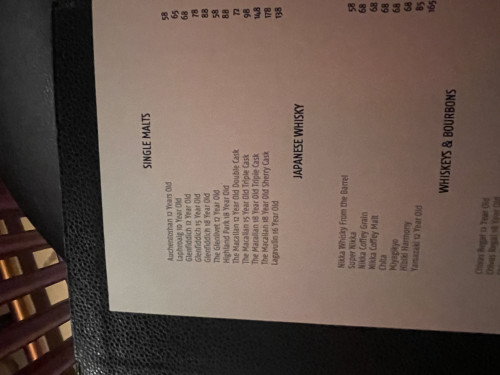 SINGLE MALTS
Auchentoshan 12 Years Old 58
Laphroaig 10 Year Old 65
Glenfiddich 12 Year Old 68
Glenfiddich 15 Year Old 78
Glenfiddich 18 Year Old 88
The Glenlivet 12 Year Old 58
Highland Park 18 Year Old 88
The Macallan 12 Year Old Double Cask 72
The Macallan 15 Year Old Triple Cask 98
The Macallan 18 Year Old Triple Cask 148
The Macallan 18 Year Old Sherry Cask 178
Lagavulin 16 Year Old 138
JAPANESE WHISKY
Nikka Whisky From the Barrel 58
Super Nikka 68
Nikka Coffey Grain 68
Nikka Coffey Malt 68
Chita 68
Miyagikyo 68
Hibiki Harmony 85
Yamazaki 12 Year Old 165
WHISKEYS & BOURBONS
Chivas Regal 12 Year Old
Chivas Regal 18 Year Old